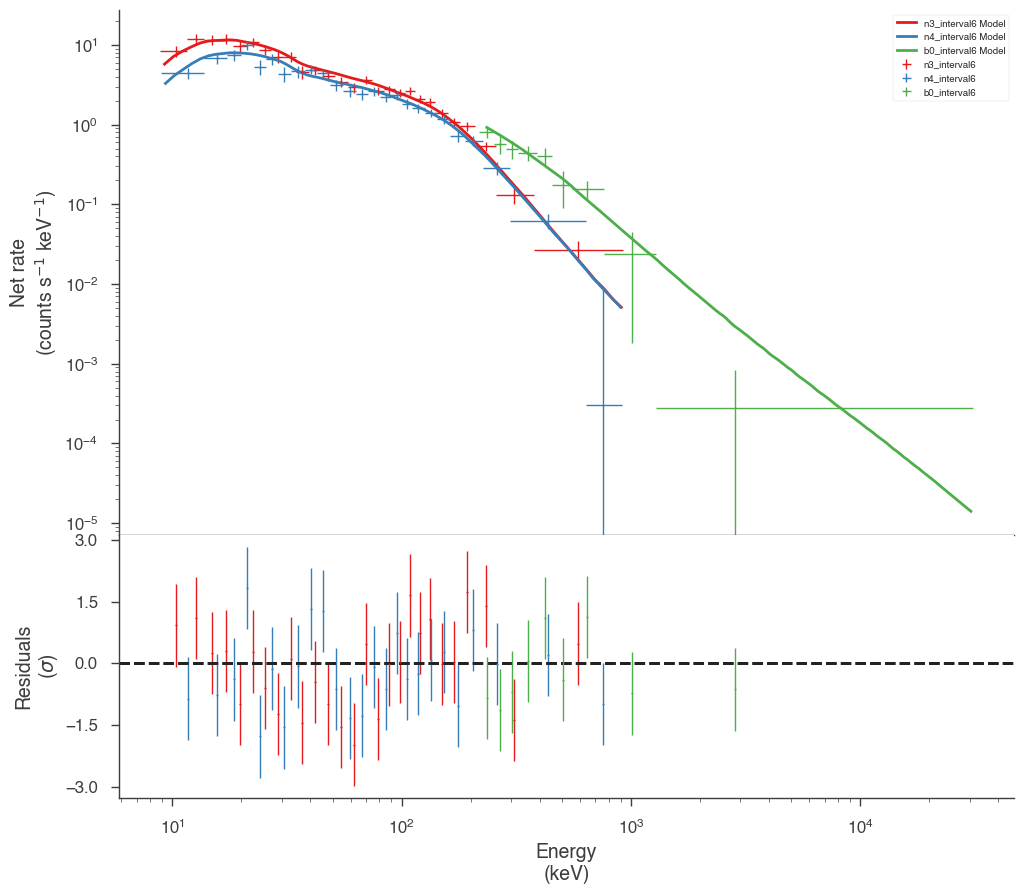 n3_interval6 Model
n4_interval6 Model
b0_interval6 Model
n3_interval6
n4_interval6
b0_interval6
10¹
10⁰
10⁻¹
10⁻²
10⁻³
10⁻⁴
10⁻⁵
Net rate
(counts s⁻¹ keV⁻¹)
3.0
1.5
0.0
−1.5
−3.0
Residuals
(σ)
10¹ 10² 10³ 10⁴
Energy
(keV)